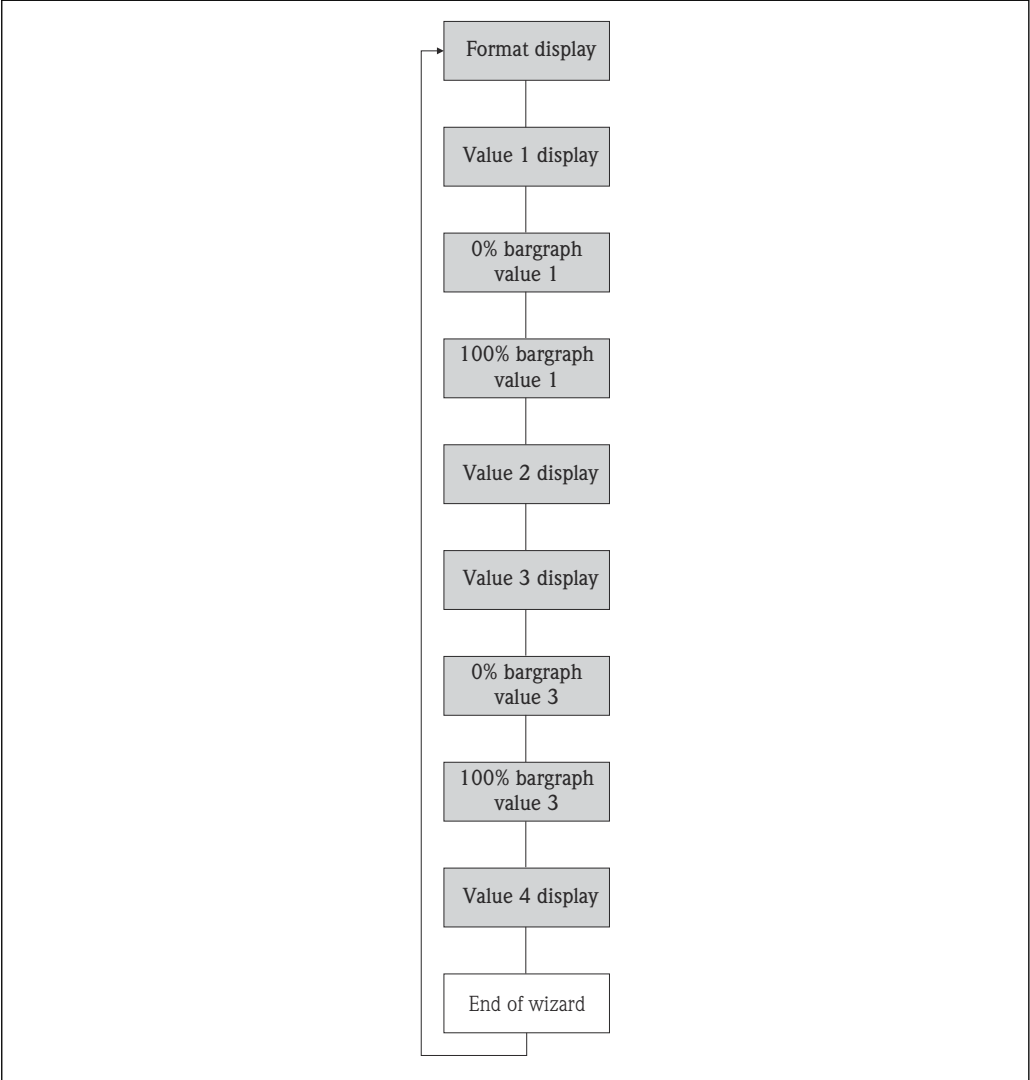 Format display
Value 1 display
0% bargraph
value 1
100% bargraph
value 1
Value 2 display
Value 3 display
0% bargraph
value 3
100% bargraph
value 3
Value 4 display
End of wizard